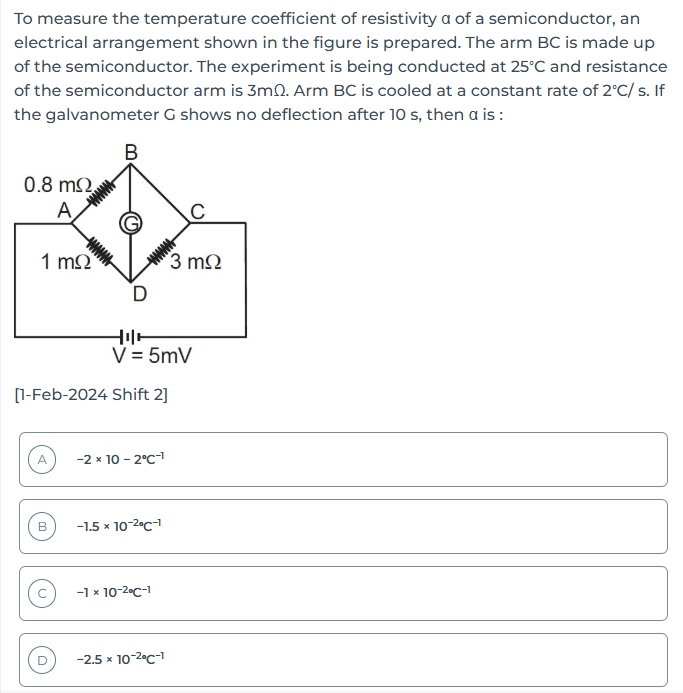 To measure the temperature coefficient of resistivity α of a semiconductor, an
electrical arrangement shown in the figure is prepared. The arm BC is made up
of the semiconductor. The experiment is being conducted at 25°C and resistance
of the semiconductor arm is 3mΩ. Arm BC is cooled at a constant rate of 2°C/ s. If
the galvanometer G shows no deflection after 10 s, then α is :
B
0.8 mΩ
A
C
G
1 mΩ
3 mΩ
D
V = 5mV
[1-Feb-2024 Shift 2]
A
-2 × 10 - 2°C⁻¹
B
-1.5 × 10⁻²°C⁻¹
C
-1 × 10⁻²°C⁻¹
D
-2.5 × 10⁻²°C⁻¹